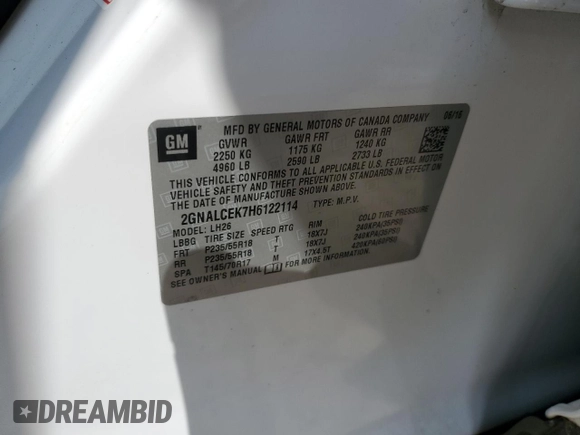 GM
MFD BY GENERAL MOTORS OF CANADA COMPANY 08/16
GVWR GAWR FRT GAWR RR
2250 KG 1175 KG 1240 KG
4960 LB 2590 LB 2733 LB
THIS VEHICLE CONFORMS TO ALL APPLICABLE U.S. FEDERAL MOTOR
VEHICLE SAFETY AND THEFT PREVENTION STANDARDS IN EFFECT ON
THE DATE OF MANUFACTURE SHOWN ABOVE.
2GNALCEK7H6122114 TYPE: M.P.V.
MODEL: LH26
LBBG TIRE SIZE SPEED RTG RIM COLD TIRE PRESSURE
FRT P235/55R18 T 18X7J 240KPA(35PSI)
RR P235/55R18 T 18X7J 240KPA(35PSI)
SPA T145/70R17 M 17X4.5T 420KPA(60PSI)
SEE OWNER'S MANUAL FOR MORE INFORMATION.
DREAMBID